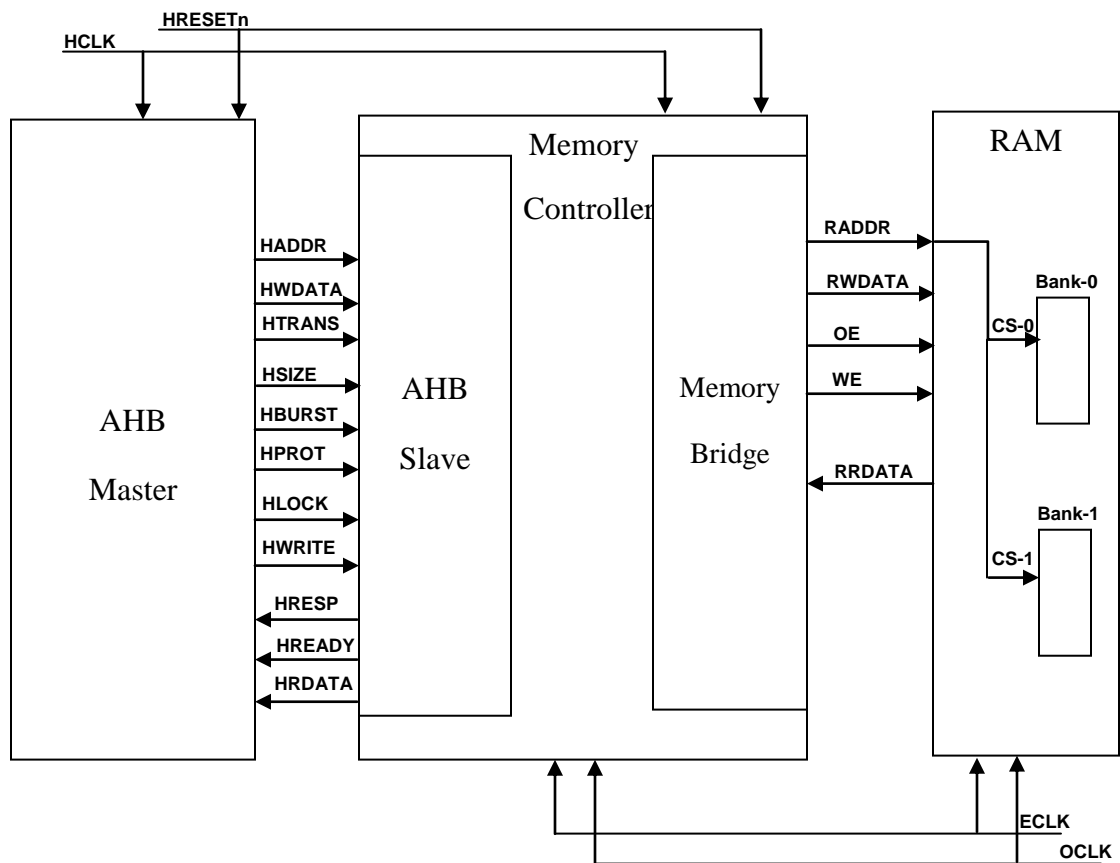 HRESETn
HCLK
AHB
Master
HADDR
HWDATA
HTRANS
HSIZE
HBURST
HPROT
HLOCK
HWRITE
HRESP
HREADY
HRDATA
Memory
Controller
AHB
Slave
Memory
Bridge
RADDR
RWDATA
OE
WE
RRDATA
RAM
Bank-0
CS-0
Bank-1
CS-1
ECLK
OCLK